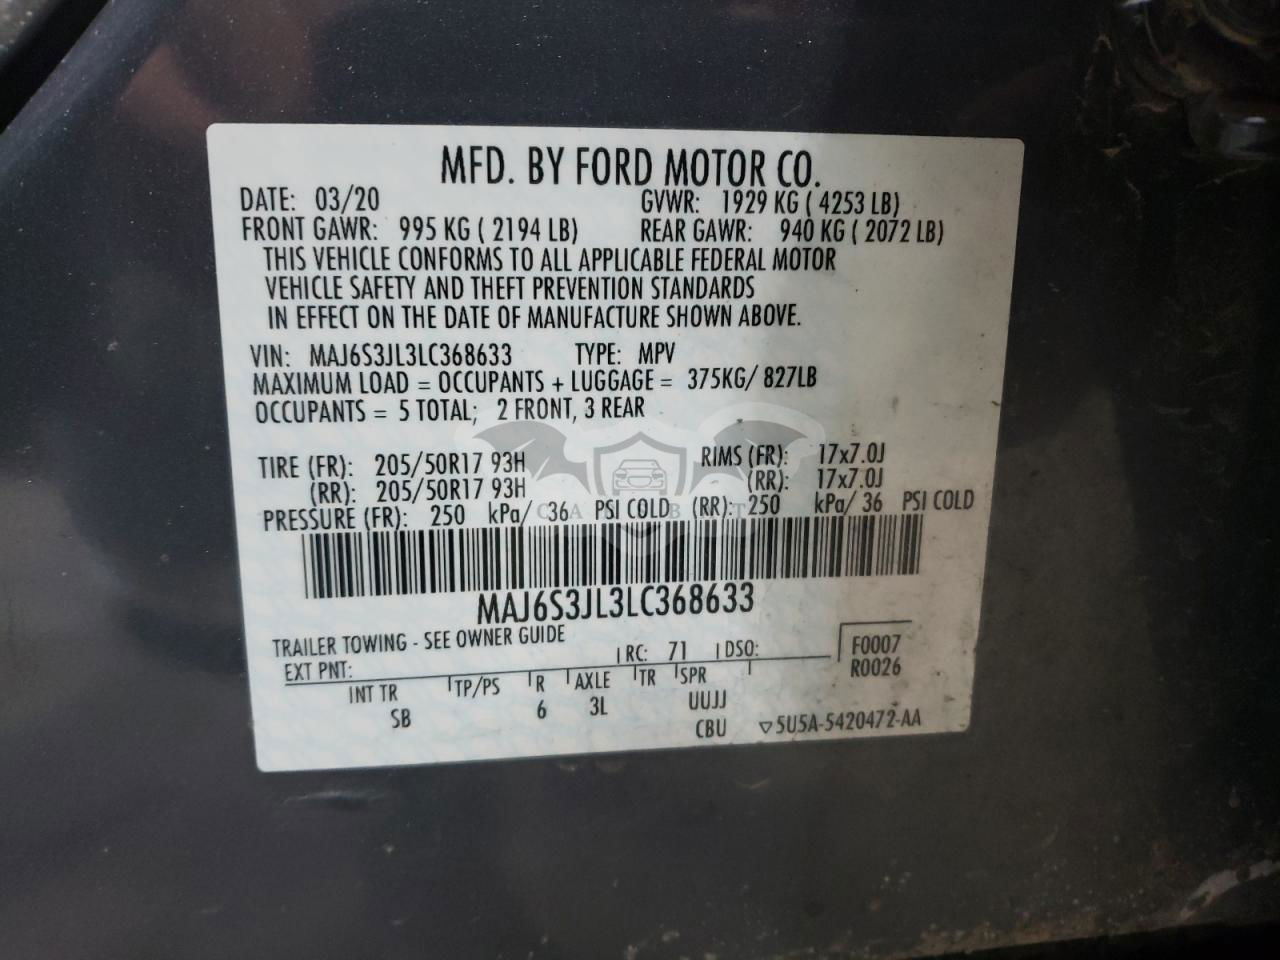 MFD. BY FORD MOTOR CO.
DATE: 03/20 GVWR: 1929 KG ( 4253 LB)
FRONT GAWR: 995 KG ( 2194 LB) REAR GAWR: 940 KG ( 2072 LB)
THIS VEHICLE CONFORMS TO ALL APPLICABLE FEDERAL MOTOR
VEHICLE SAFETY AND THEFT PREVENTION STANDARDS
IN EFFECT ON THE DATE OF MANUFACTURE SHOWN ABOVE.
VIN: MAJ6S3JL3LC368633 TYPE: MPV
MAXIMUM LOAD = OCCUPANTS + LUGGAGE = 375KG/ 827LB
OCCUPANTS = 5 TOTAL; 2 FRONT, 3 REAR
TIRE (FR): 205/50R17 93H RIMS (FR): 17x7.0J
(RR): 205/50R17 93H (RR): 17x7.0J
PRESSURE (FR): 250 kPa/ 36 PSI COLD (RR): 250 kPa/ 36 PSI COLD
MAJ6S3JL3LC368633
TRAILER TOWING - SEE OWNER GUIDE
EXT PNT: RC: 71 DSO: F0007
R0026
INT TR TP/PS R AXLE TR SPR
SB 6 3L UUJJ
CBU 5U5A-5420472-AA